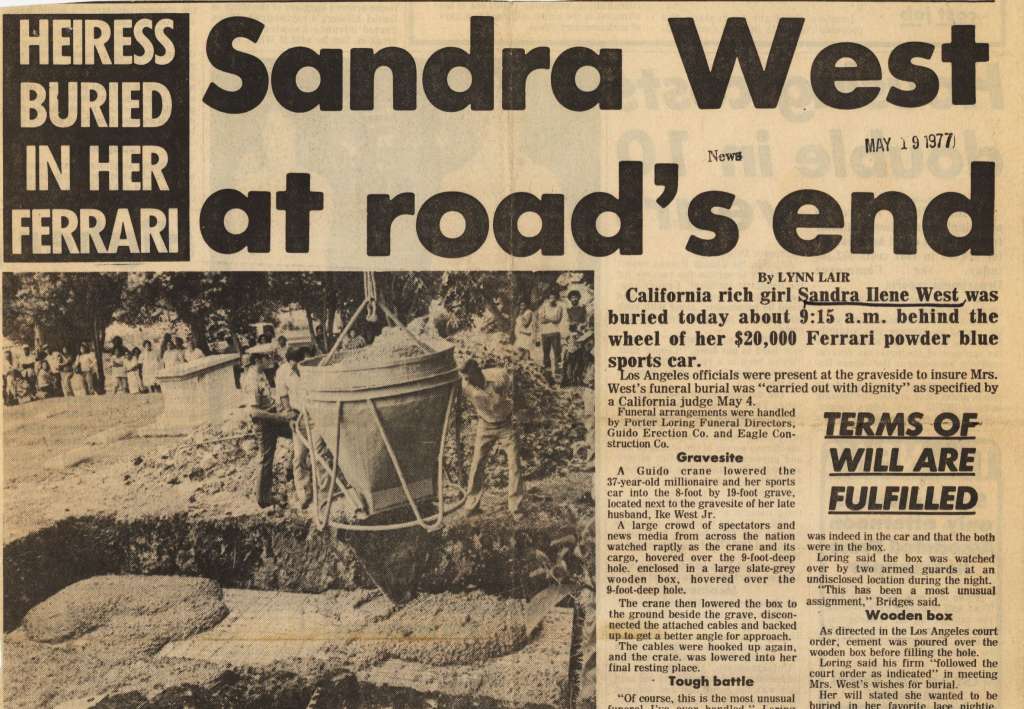 HEIRESS
BURIED
IN HER
FERRARI
Sandra West
at road's end
News
MAY 19 1977
By LYNN LAIR
California rich girl Sandra Ilene West was
buried today about 9:15 a.m. behind the
wheel of her $20,000 Ferrari powder blue
sports car.
Los Angeles officials were present at the graveside to insure Mrs.
West's funeral burial was "carried out with dignity" as specified by
a California judge May 4.
Funeral arrangements were handled
by Porter Loring Funeral Directors,
Guido Erection Co. and Eagle Con-
struction Co.
Gravesite
A Guido crane lowered the
37-year-old millionaire and her sports
car into the 8-foot by 19-foot grave,
located next to the gravesite of her late
husband, Ike West Jr.
A large crowd of spectators and
news media from across the nation
watched raptly as the crane and its
cargo, hovered over the 9-foot-deep
hole. enclosed in a large slate-grey
wooden box, hovered over the
9-foot-deep hole.
The crane then lowered the box to
the ground beside the grave, discon-
nected the attached cables and backed
up to get a better angle for approach.
The cables were hooked up again,
and the crate. was lowered into her
final resting place.
Tough battle
"Of course, this is the most unusual
funeral I've ever handled," Loring
TERMS OF
WILL ARE
FULFILLED
was indeed in the car and that the both
were in the box.
Loring said the box was watched
over by two armed guards at an
undisclosed location during the night.
"This has been a most unusual
assignment," Bridges said.
Wooden box
As directed in the Los Angeles court
order, cement was poured over the
wooden box before filling the hole.
Loring said his firm "followed the
court order as indicated" in meeting
Mrs. West's wishes for burial.
Her will stated she wanted to be
buried in her favorite lace nightie,